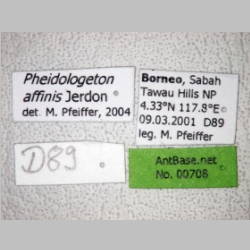 Pheidologeton
affinis Jerdon ©
det. M. Pfeiffer, 2004
Borneo, Sabah
Tawau Hills NP
4.33°N 117.8°E ©
09.03.2001 D89
leg. M. Pfeiffer
D89
AntBase.net
No. 00708